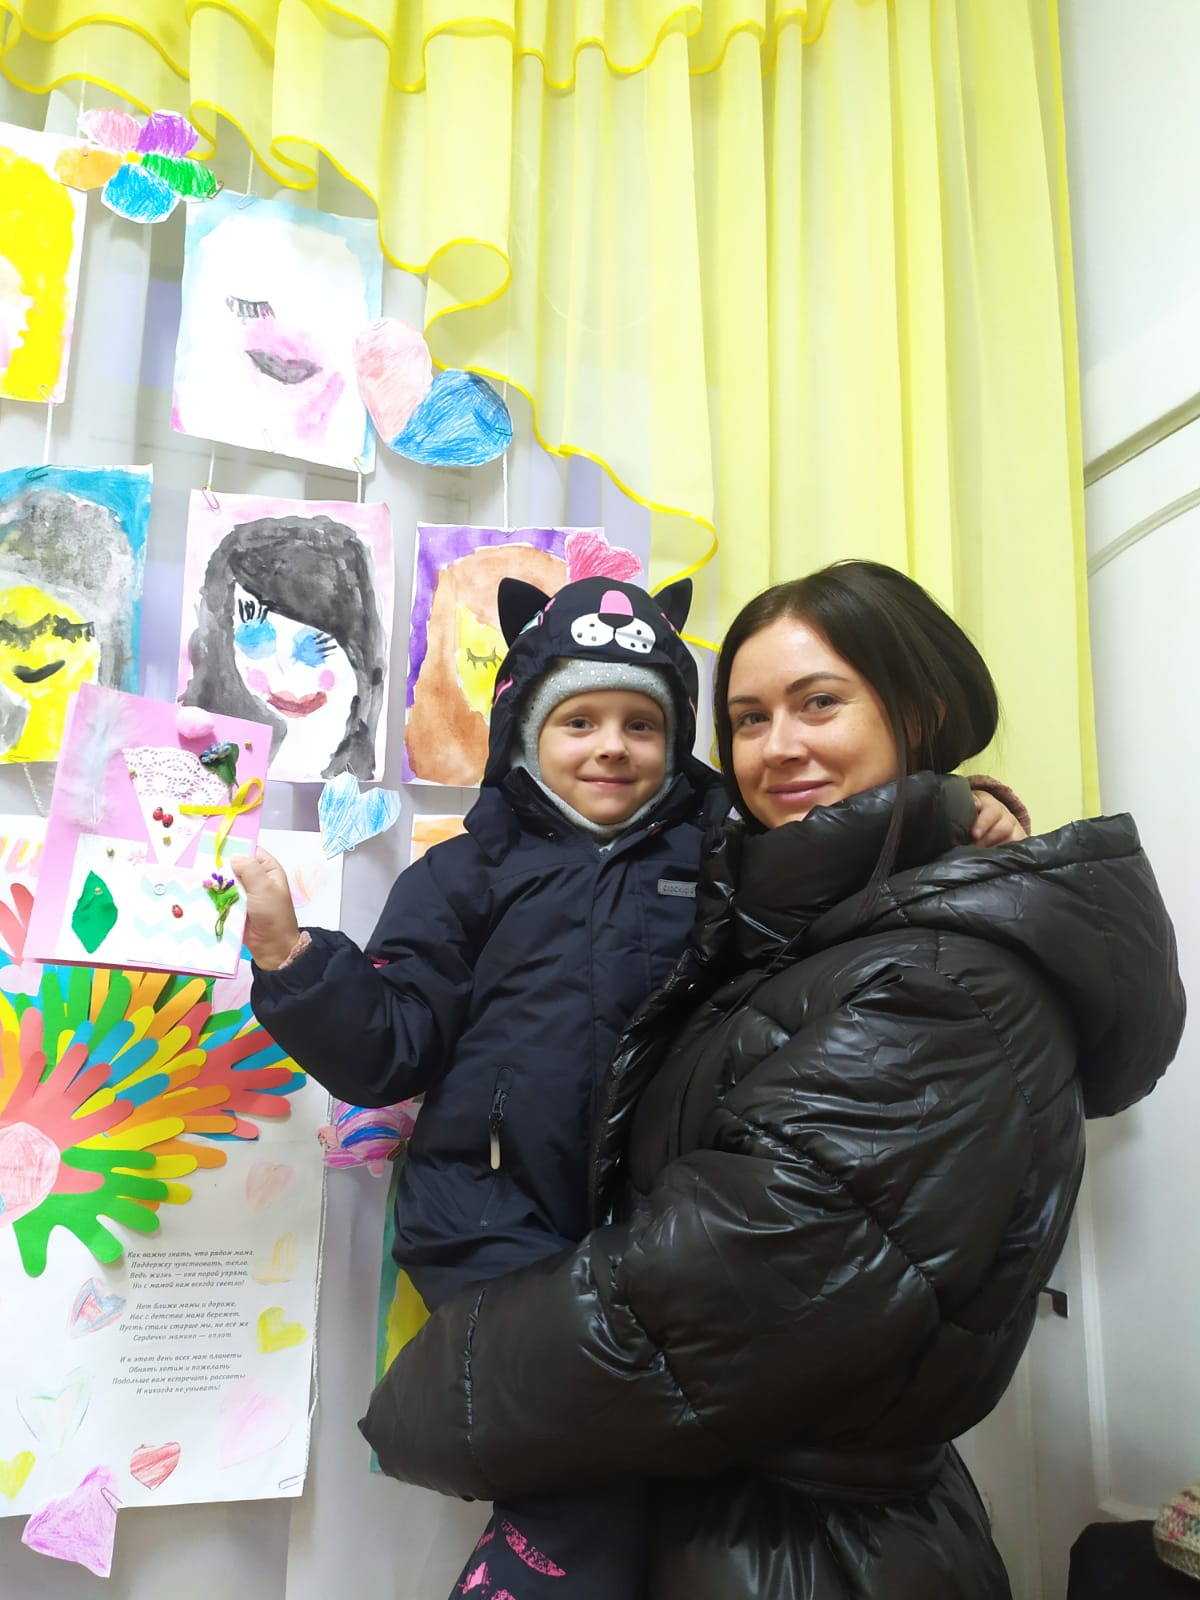 Как важно знать, что рядом мама,
Поддержку чувствовать, тепло.
Ведь жизнь — она порой упряма,
Но с мамой нам всегда светло!
Нет ближе мамы и дороже,
Нас с детства мама бережет,
Пусть стали старше мы, но всё же
Сердечко мамино — оплот.
И в этот день всех мам планеты
Обнять хотим и пожелать:
Подольше вам встречать рассветы
И никогда не унывать!